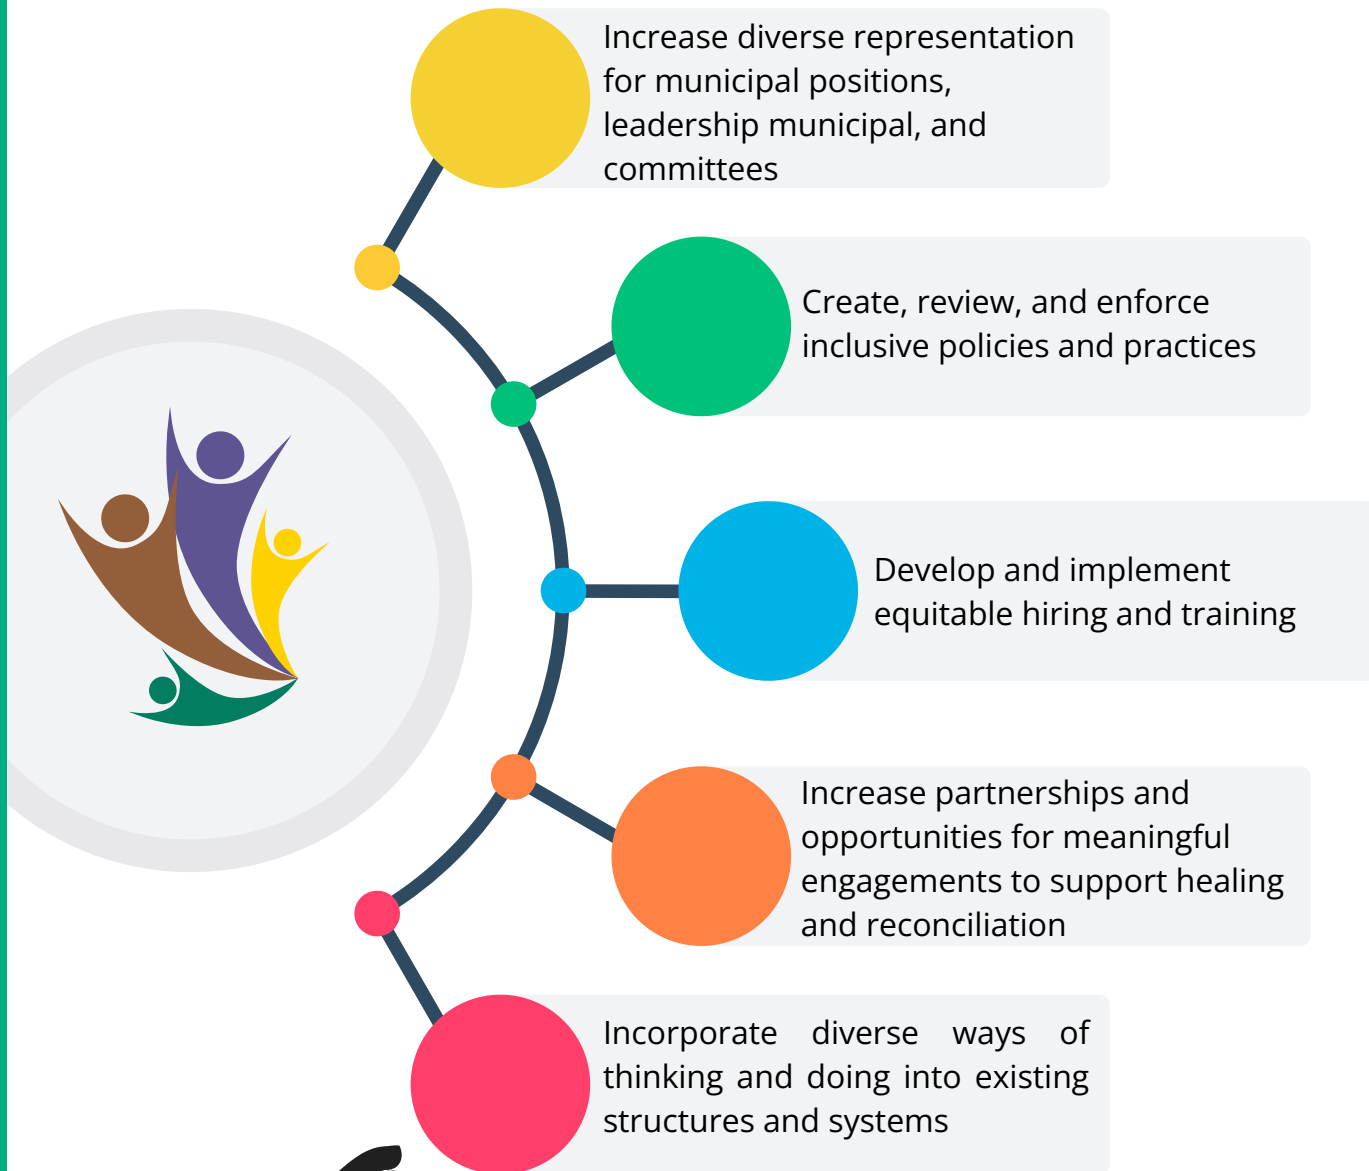 Increase diverse representation
for municipal positions,
leadership municipal, and
committees
Create, review, and enforce
inclusive policies and practices
Develop and implement
equitable hiring and training
Increase partnerships and
opportunities for meaningful
engagements to support healing
and reconciliation
Incorporate diverse ways of
thinking and doing into existing
structures and systems